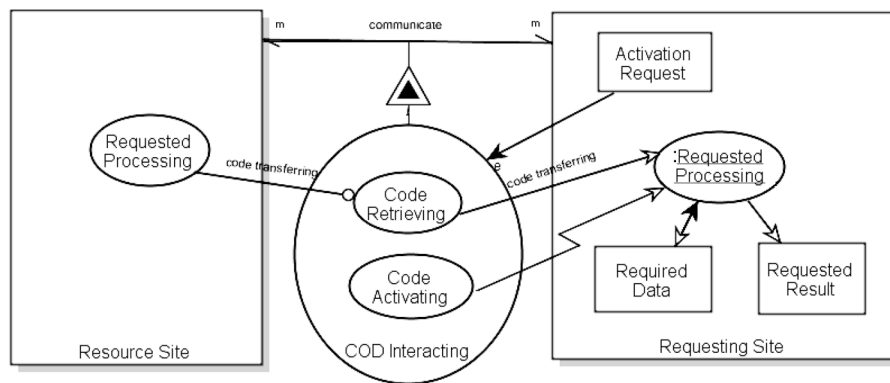 m
communicate
m
Activation
Request
Requested
Processing
code transferring
e
code transferring
:Requested
Processing
Code
Retrieving
Code
Activating
Required
Data
Requested
Result
Resource Site
COD Interacting
Requesting Site